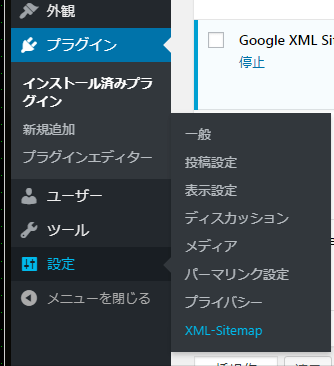 外観
プラグイン
インストール済みプラ
グイン
新規追加
プラグインエディター
ユーザー
ツール
設定
メニューを閉じる
Google XML Si
停止
一般
投稿設定
表示設定
ディスカッション
メディア
パーマリンク設定
プライバシー
XML-Sitemap